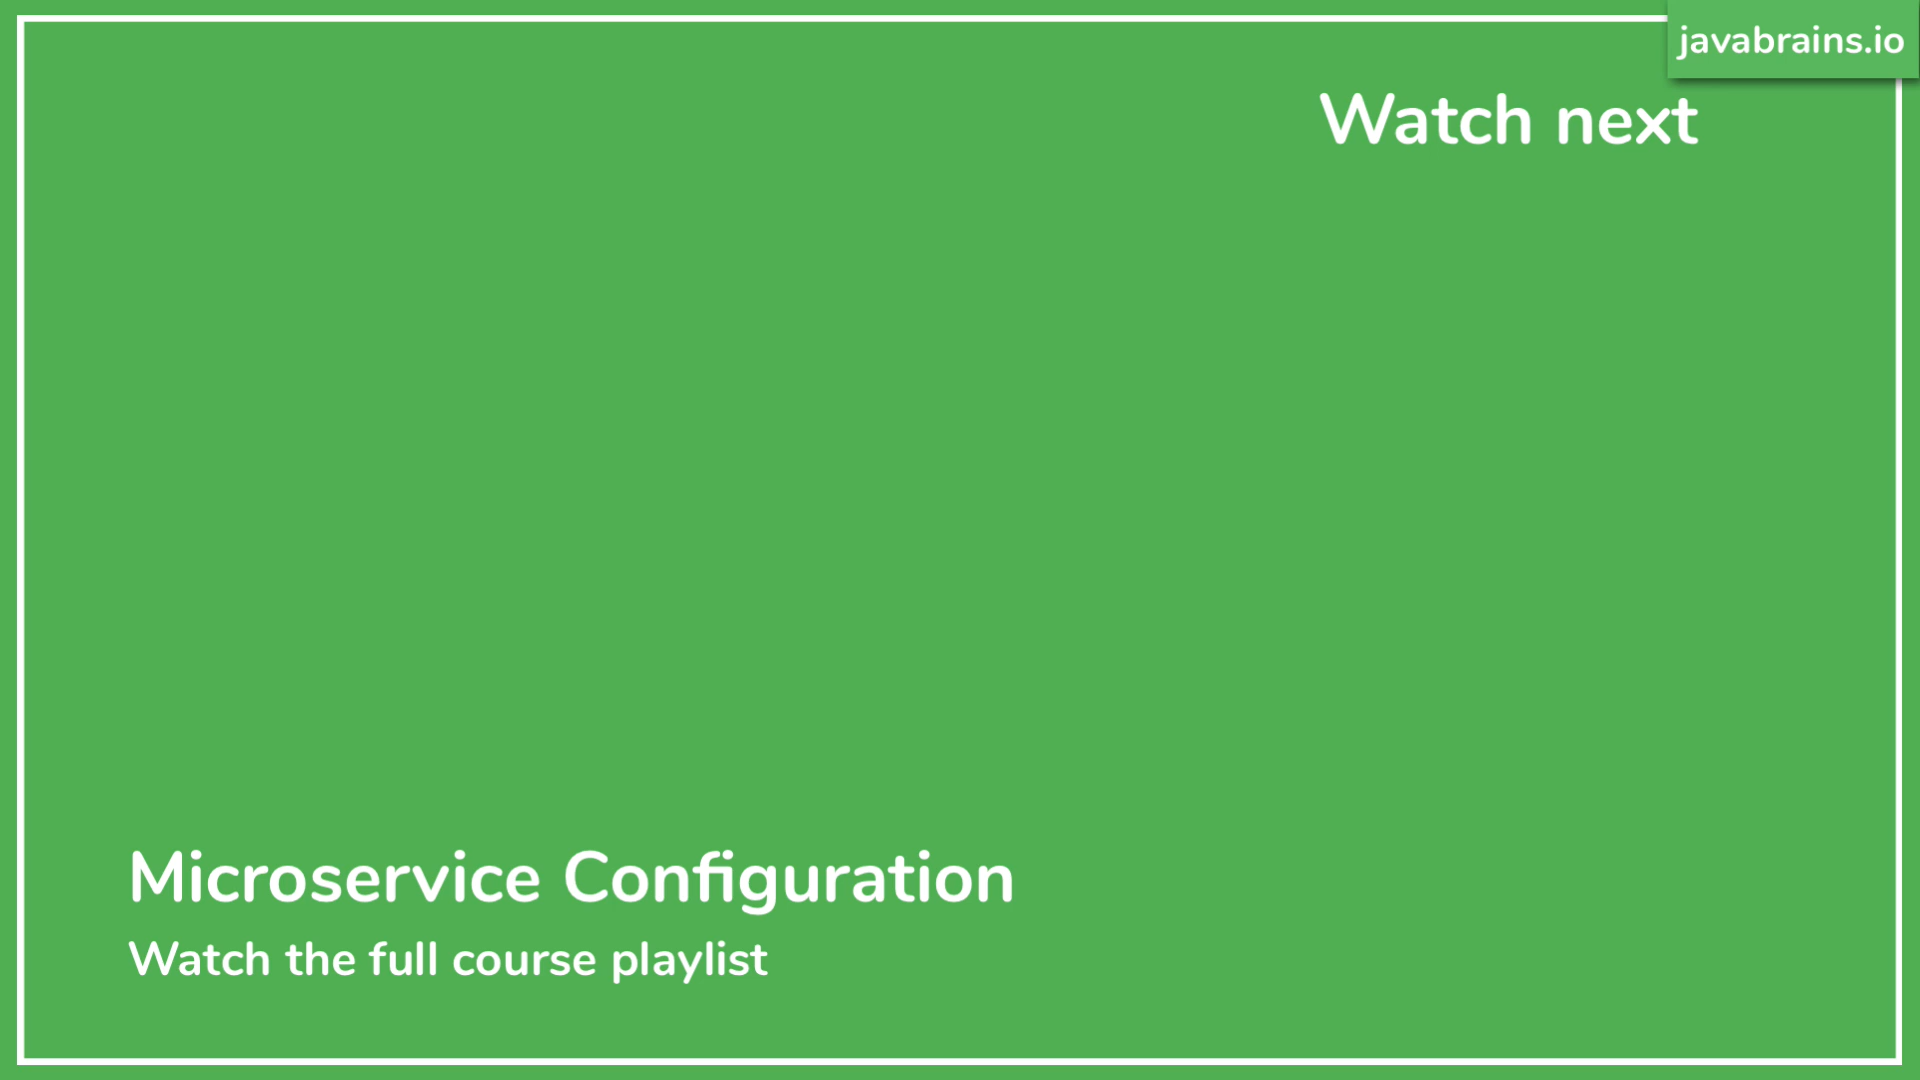 javabrains.io
Watch next
Microservice Configuration
Watch the full course playlist